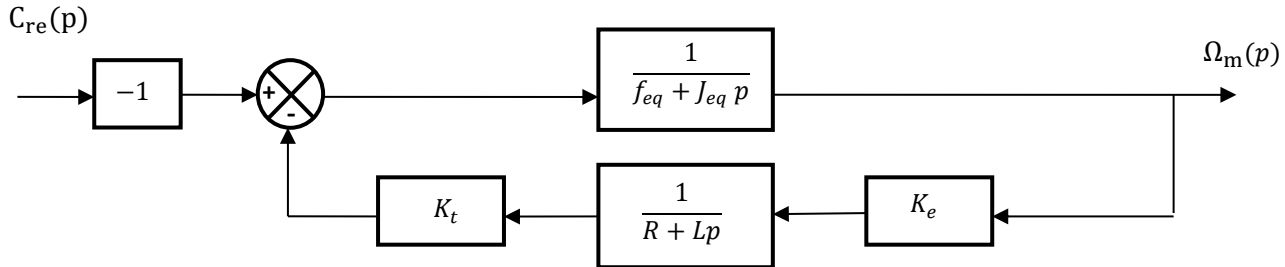 C_re(p)
−1
+
-
1
f_eq + J_eq p
Ω_m(p)
K_t
1
R + Lp
K_e